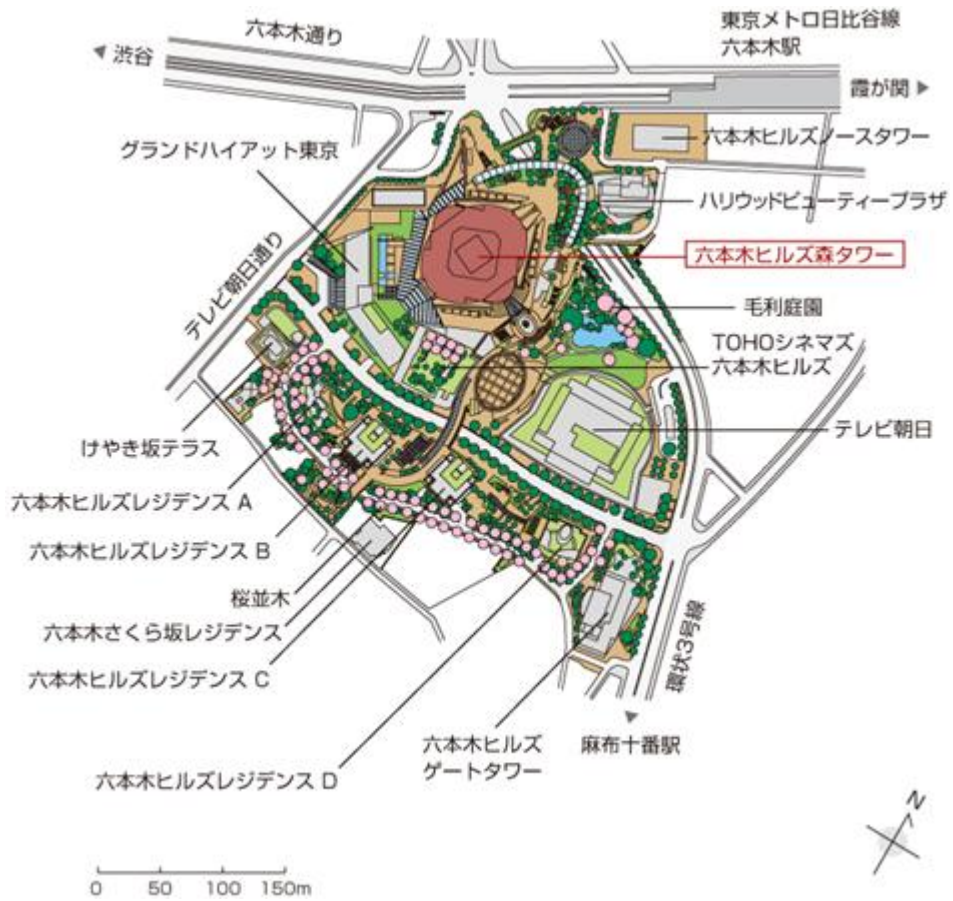 六本木通り
東京メトロ日比谷線
六本木駅
◀ 渋谷
霞が関 ▶
六本木ヒルズノースタワー
グランドハイアット東京
ハリウッドビューティープラザ
六本木ヒルズ森タワー
テレビ朝日通り
毛利庭園
TOHOシネマズ
六本木ヒルズ
テレビ朝日
けやき坂テラス
六本木ヒルズレジデンス A
六本木ヒルズレジデンス B
桜並木
六本木さくら坂レジデンス
六本木ヒルズレジデンス C
環状3号線
六本木ヒルズ
ゲートタワー
麻布十番駅
六本木ヒルズレジデンス D
N
0 50 100 150m